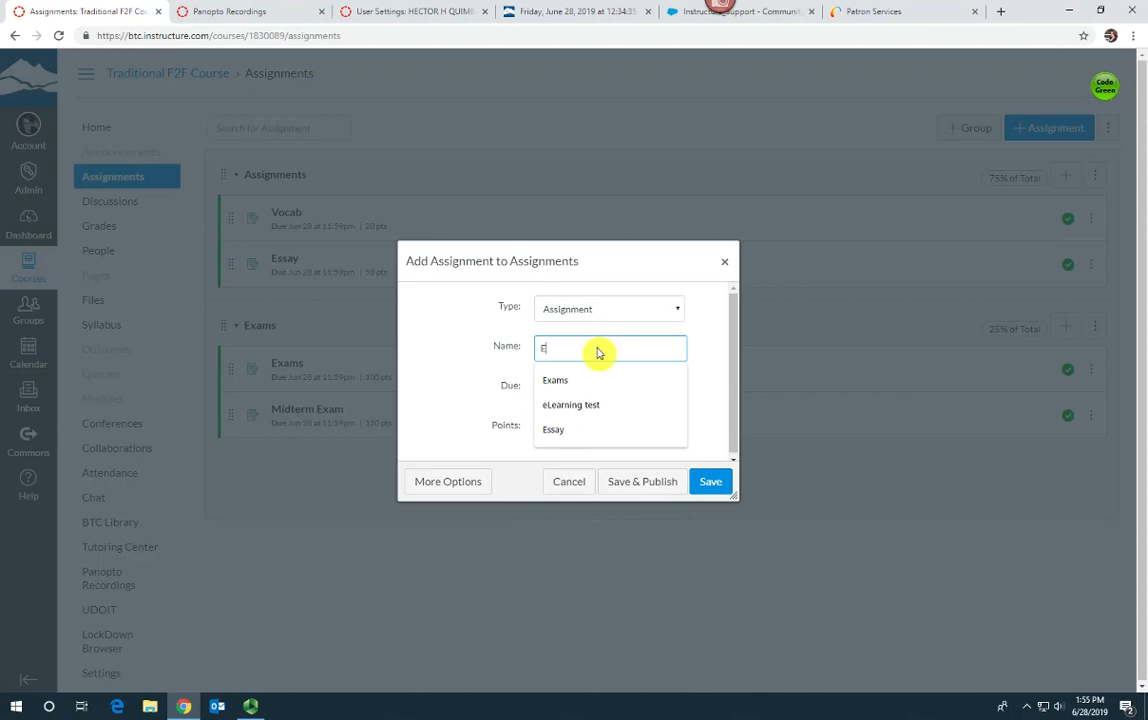 Assignments: Traditional F2F Cou
Panopto Recordings
User Settings: HECTOR H QUIMI
Friday, June 28, 2019 @ 12:34:35
Instructure_Support - Communi
Patron Services
https://btc.instructure.com/courses/1830089/assignments
Traditional F2F Course › Assignments
Code
Green
Account
Admin
Dashboard
Courses
Groups
Calendar
Inbox
Commons
Help
Home
Announcements
Assignments
Discussions
Grades
People
Pages
Files
Syllabus
Outcomes
Quizzes
Modules
Conferences
Collaborations
Attendance
Chat
BTC Library
Tutoring Center
Panopto
Recordings
UDOIT
LockDown
Browser
Settings
Search for Assignment
+ Group
+ Assignment
Assignments
75% of Total
Vocab
Due Jun 28 at 11:59pm | 20 pts
Essay
Due Jun 28 at 11:59pm | 50 pts
Exams
25% of Total
Exams
Due Jun 28 at 11:59pm | 100 pts
Midterm Exam
Due Jun 28 at 11:59pm | 150 pts
Add Assignment to Assignments
Type:
Assignment
Name:
E
Exams
eLearning test
Essay
Due:
Points:
More Options
Cancel
Save & Publish
Save
1:55 PM
6/28/2019
2